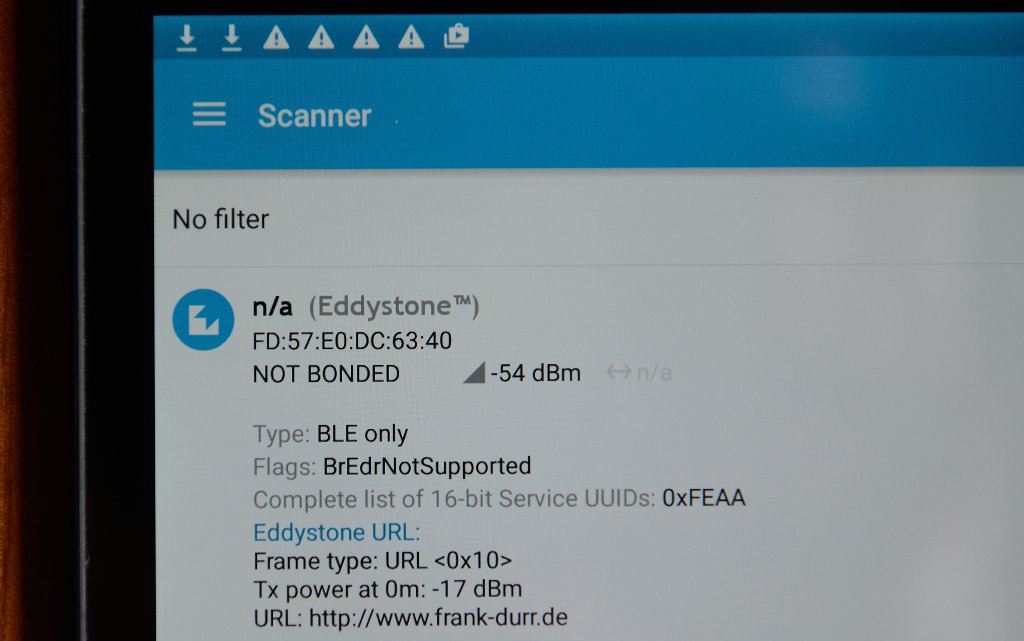 Scanner
No filter
n/a (Eddystone™)
FD:57:E0:DC:63:40
NOT BONDED -54 dBm n/a
Type: BLE only
Flags: BrEdrNotSupported
Complete list of 16-bit Service UUIDs: 0xFEAA
Eddystone URL:
Frame type: URL <0x10>
Tx power at 0m: -17 dBm
URL: http://www.frank-durr.de